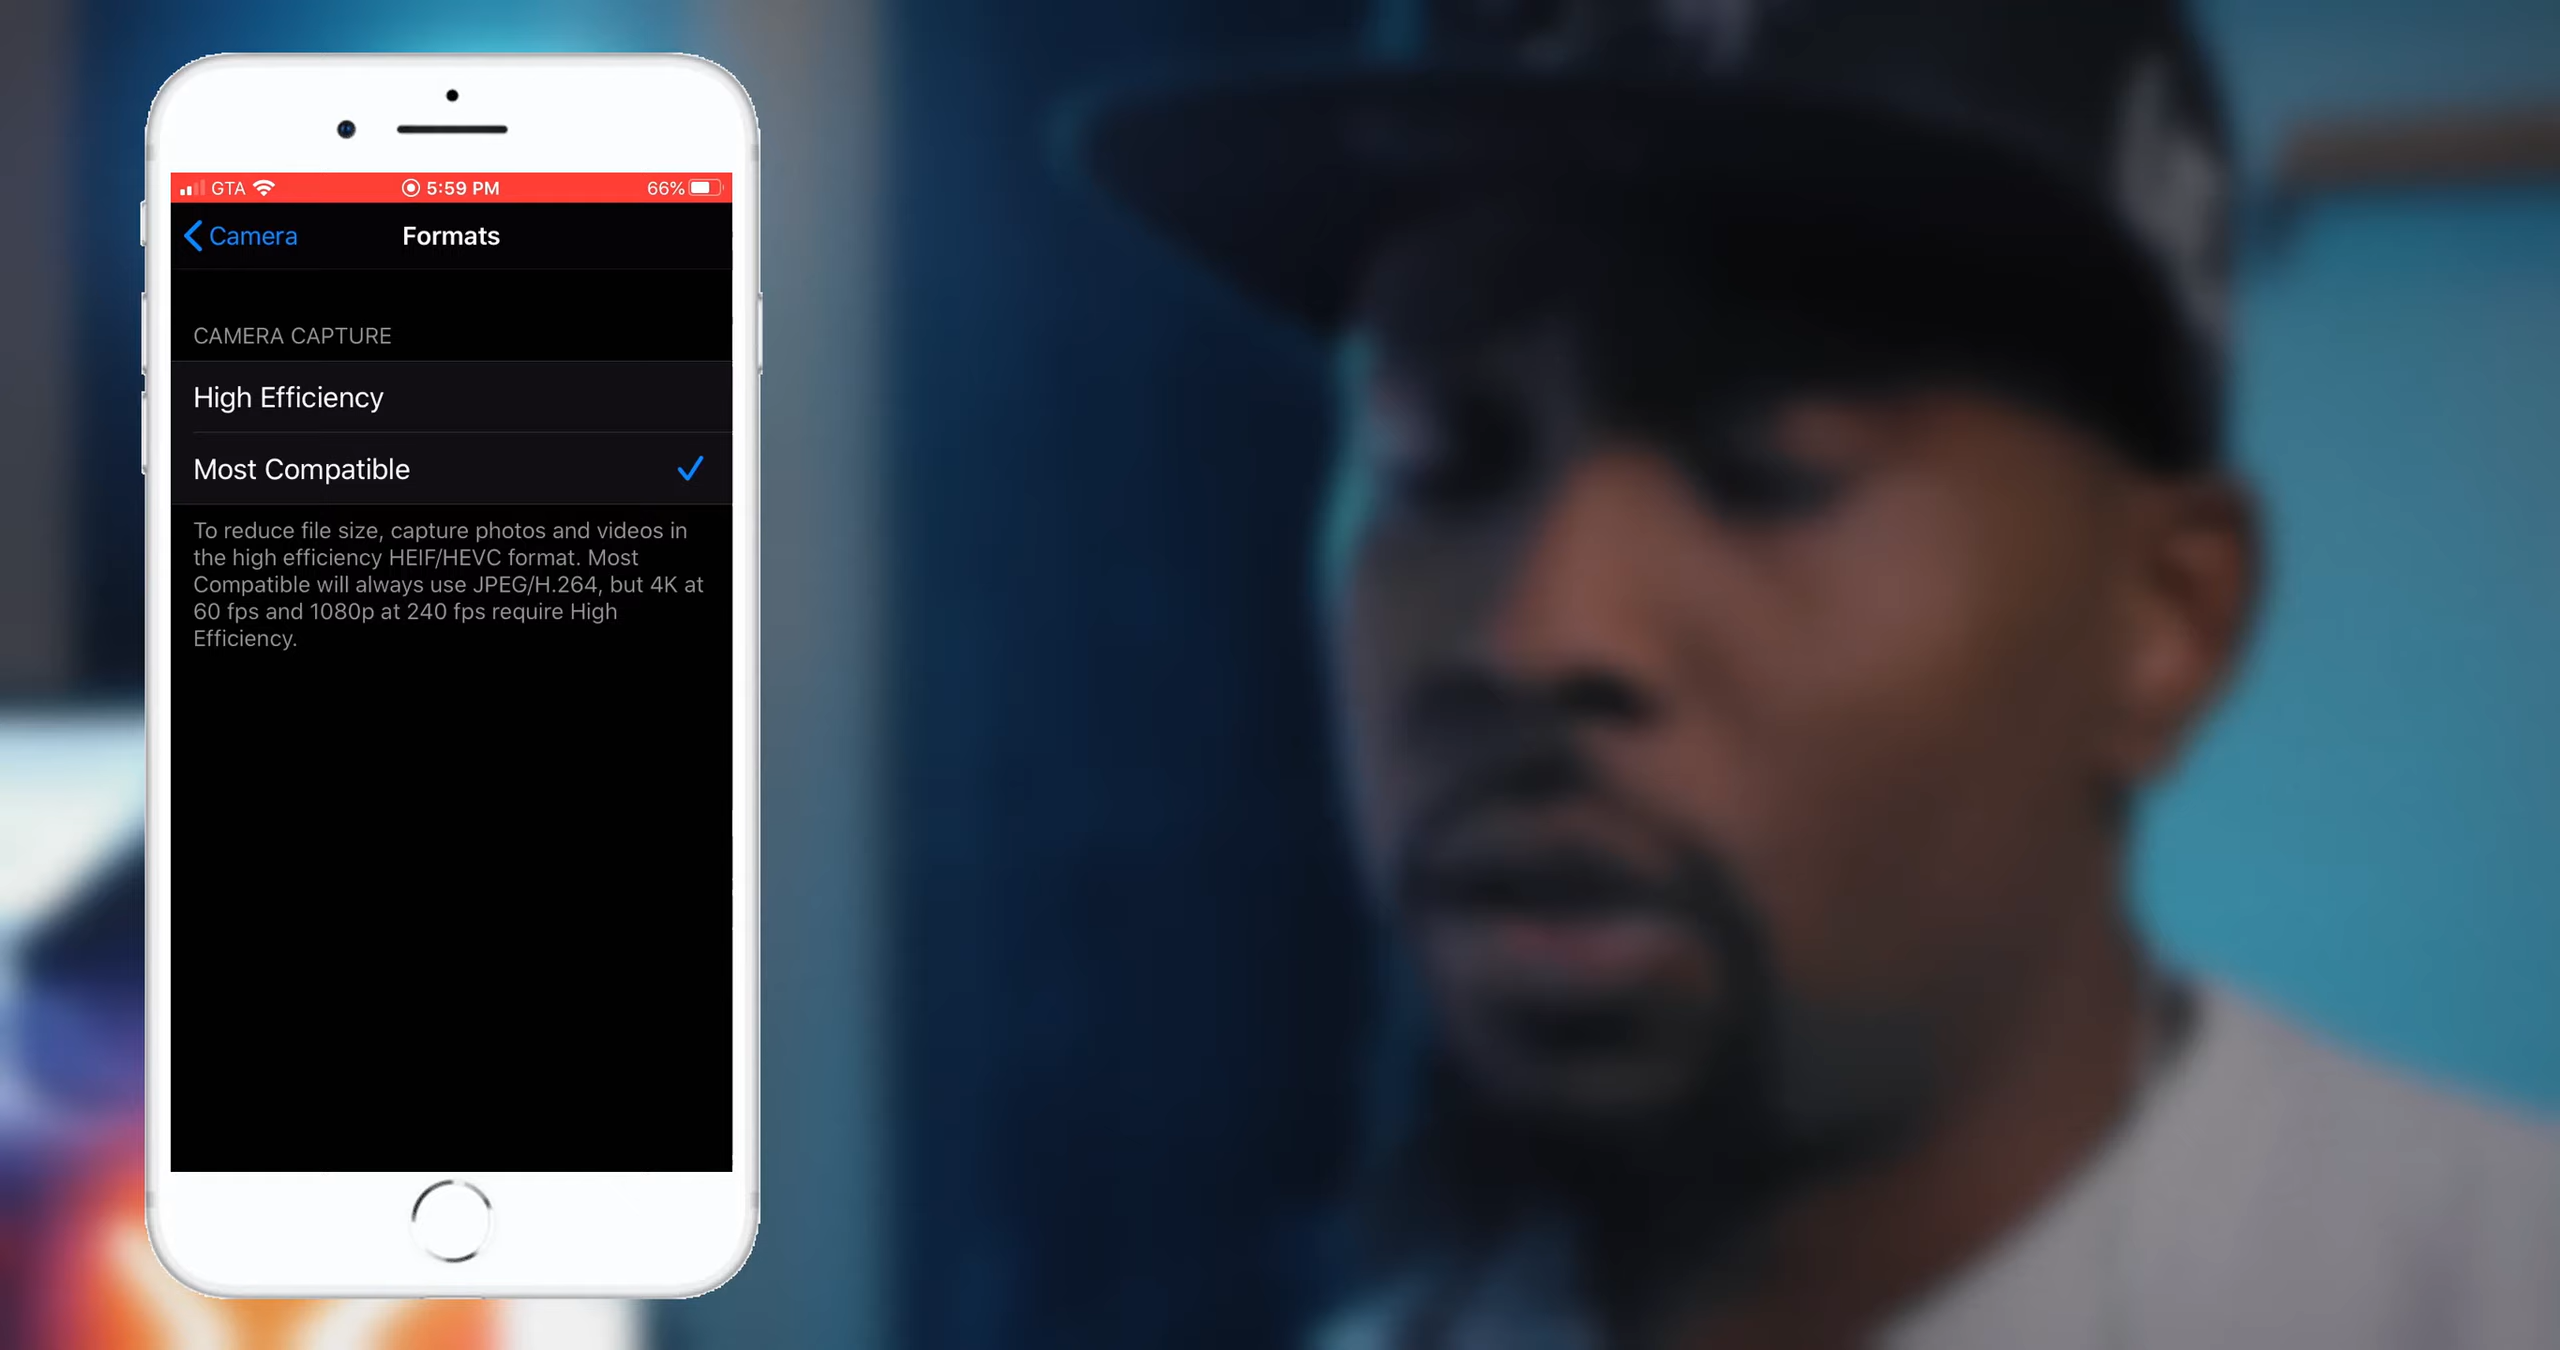 GTA 5:59 PM 66%
Camera Formats
CAMERA CAPTURE
High Efficiency
Most Compatible
To reduce file size, capture photos and videos in
the high efficiency HEIF/HEVC format. Most
Compatible will always use JPEG/H.264, but 4K at
60 fps and 1080p at 240 fps require High
Efficiency.